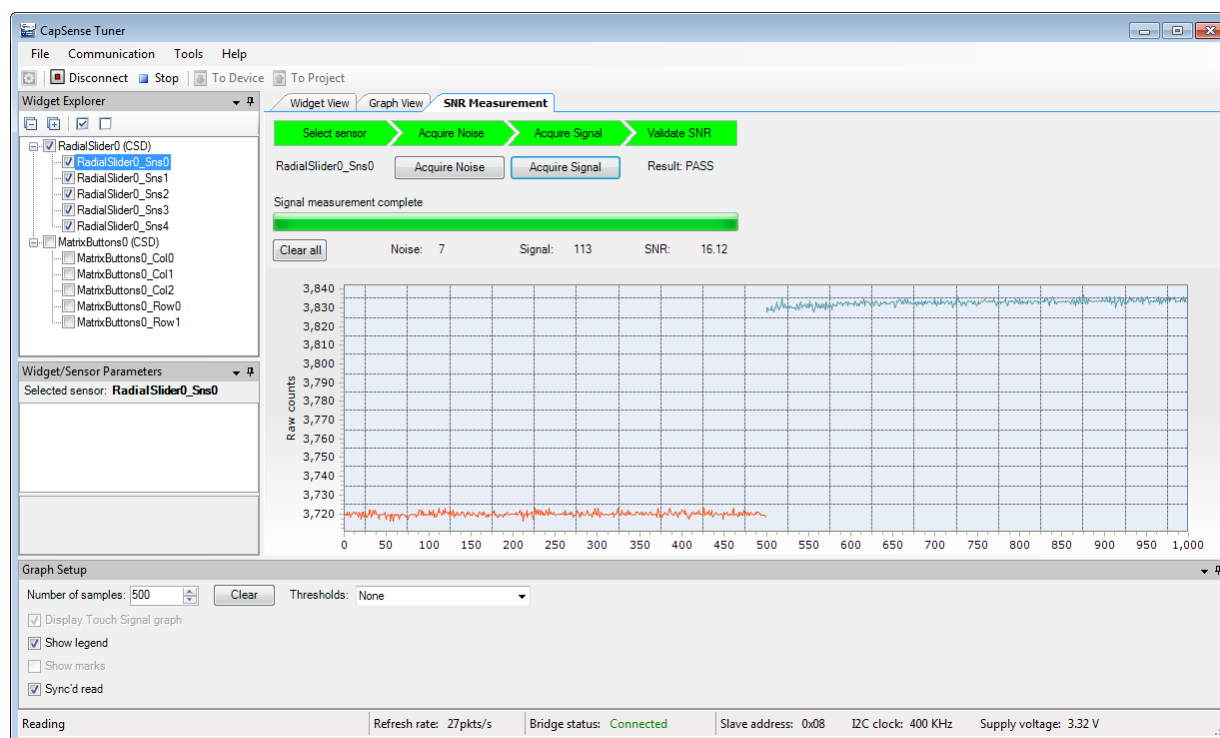 CapSense Tuner
File Communication Tools Help
Disconnect Stop To Device To Project
Widget Explorer
RadialSlider0 (CSD)
RadialSlider0_Sns0
RadialSlider0_Sns1
RadialSlider0_Sns2
RadialSlider0_Sns3
RadialSlider0_Sns4
MatrixButtons0 (CSD)
MatrixButtons0_Col0
MatrixButtons0_Col1
MatrixButtons0_Col2
MatrixButtons0_Row0
MatrixButtons0_Row1
Widget/Sensor Parameters
Selected sensor: RadialSlider0_Sns0
Widget View Graph View SNR Measurement
Select sensor Acquire Noise Acquire Signal Validate SNR
RadialSlider0_Sns0 Acquire Noise Acquire Signal Result: PASS
Signal measurement complete
Clear all Noise: 7 Signal: 113 SNR: 16.12
Raw counts
3,840
3,830
3,820
3,810
3,800
3,790
3,780
3,770
3,760
3,750
3,740
3,730
3,720
0 50 100 150 200 250 300 350 400 450 500 550 600 650 700 750 800 850 900 950 1,000
Graph Setup
Number of samples: 500 Clear Thresholds: None
Display Touch Signal graph
Show legend
Show marks
Sync'd read
Reading Refresh rate: 27pkts/s Bridge status: Connected Slave address: 0x08 I2C clock: 400 KHz Supply voltage: 3.32 V